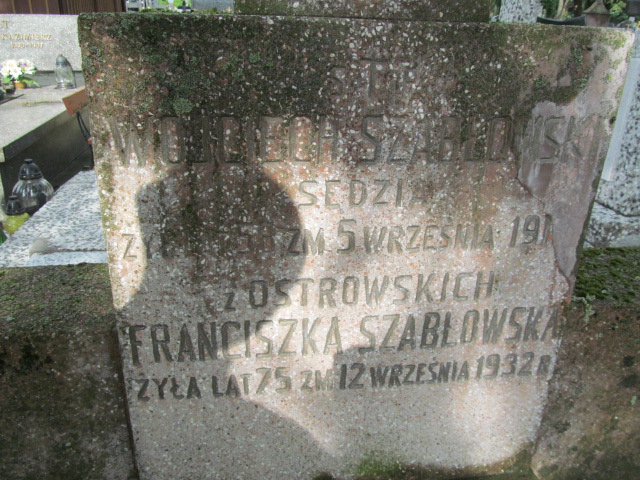 Ś.†P.
WOJCIECH SZABŁOWSKI
SĘDZIA
ZM. 5 WRZEŚNIA
z OSTROWSKICH
FRANCISZKA SZABŁOWSKA
ŻYŁA LAT 75 ZM 12 WRZEŚNIA 1932 R.